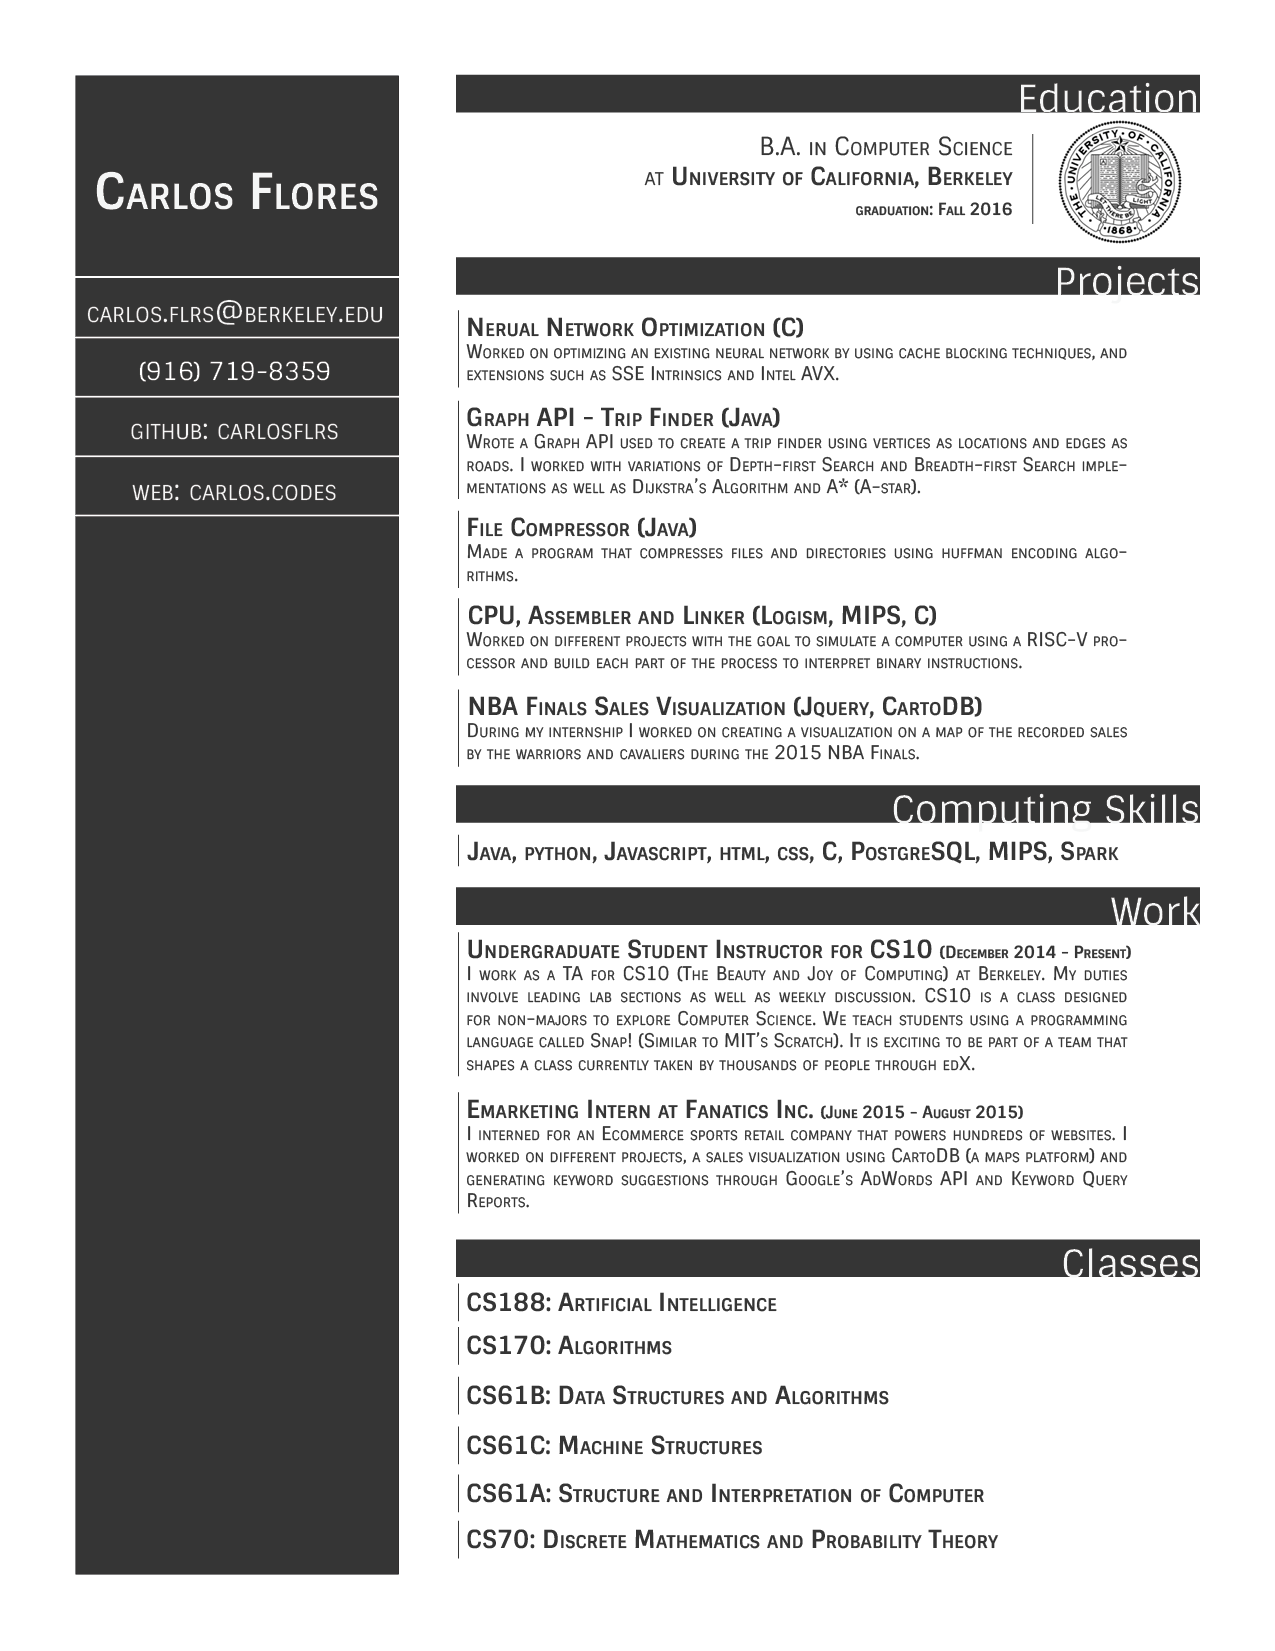 Carlos Flores
carlos.flrs@berkeley.edu
(916) 719-8359
github: carlosflrs
web: carlos.codes
Education
B.A. in Computer Science
at University of California, Berkeley
graduation: Fall 2016
THE · UNIVERSITY · OF · CALIFORNIA
LET THERE BE LIGHT
·1868·
Projects
Nerual Network Optimization (C)
Worked on optimizing an existing neural network by using cache blocking techniques, and
extensions such as SSE Intrinsics and Intel AVX.
Graph API - Trip Finder (Java)
Wrote a Graph API used to create a trip finder using vertices as locations and edges as
roads. I worked with variations of Depth-first Search and Breadth-first Search imple-
mentations as well as Dijkstra's Algorithm and A* (A-star).
File Compressor (Java)
Made a program that compresses files and directories using huffman encoding algo-
rithms.
CPU, Assembler and Linker (Logism, MIPS, C)
Worked on different projects with the goal to simulate a computer using a RISC-V pro-
cessor and build each part of the process to interpret binary instructions.
NBA Finals Sales Visualization (Jquery, CartoDB)
During my internship I worked on creating a visualization on a map of the recorded sales
by the warriors and cavaliers during the 2015 NBA Finals.
Computing Skills
Java, python, Javascript, html, css, C, PostgreSQL, MIPS, Spark
Work
Undergraduate Student Instructor for CS10 (December 2014 - Present)
I work as a TA for CS10 (The Beauty and Joy of Computing) at Berkeley. My duties
involve leading lab sections as well as weekly discussion. CS10 is a class designed
for non-majors to explore Computer Science. We teach students using a programming
language called Snap! (Similar to MIT's Scratch). It is exciting to be part of a team that
shapes a class currently taken by thousands of people through edX.
Emarketing Intern at Fanatics Inc. (June 2015 - August 2015)
I interned for an Ecommerce sports retail company that powers hundreds of websites. I
worked on different projects, a sales visualization using CartoDB (a maps platform) and
generating keyword suggestions through Google's AdWords API and Keyword Query
Reports.
Classes
CS188: Artificial Intelligence
CS170: Algorithms
CS61B: Data Structures and Algorithms
CS61C: Machine Structures
CS61A: Structure and Interpretation of Computer
CS70: Discrete Mathematics and Probability Theory